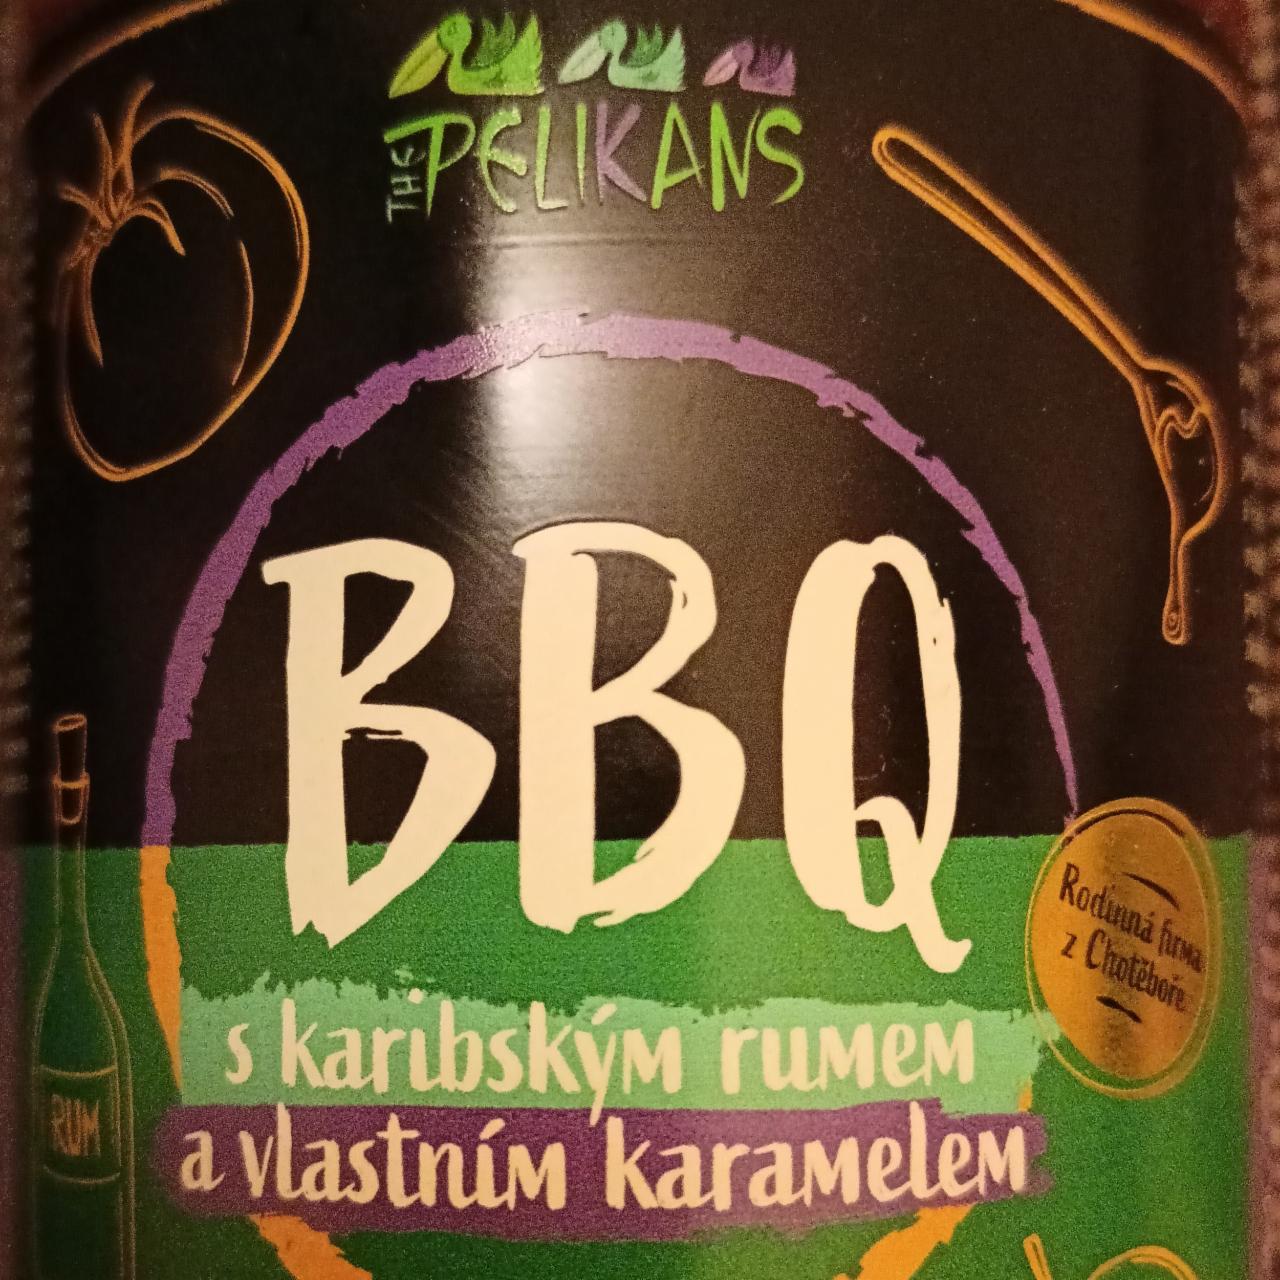 THE PELIKANS
BBQ
Rodinná firma
z Chotěboře
s karibským rumem
RUM
a vlastním karamelem